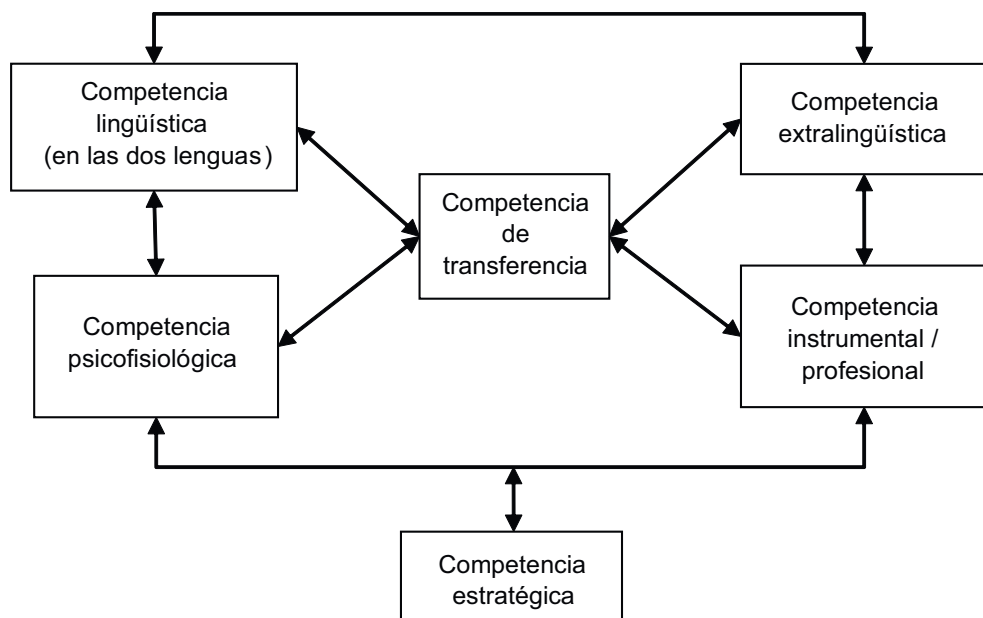 Competencia
lingüística
(en las dos lenguas)
Competencia
extralingüística
Competencia
de
transferencia
Competencia
psicofisiológica
Competencia
instrumental /
profesional
Competencia
estratégica